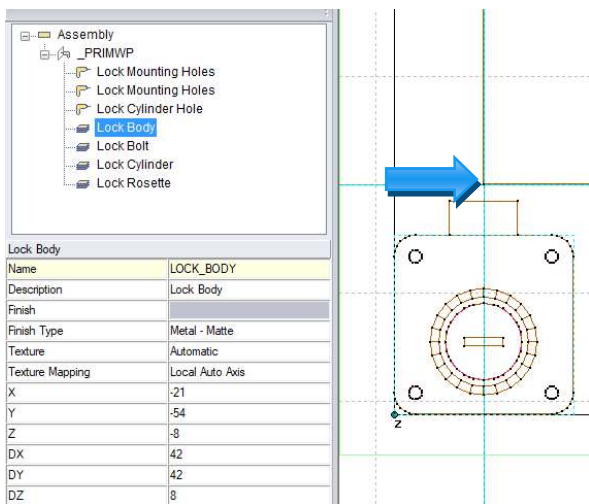 Assembly
_PRIMWP
Lock Mounting Holes
Lock Mounting Holes
Lock Cylinder Hole
Lock Body
Lock Bolt
Lock Cylinder
Lock Rosette
Lock Body
Name LOCK_BODY
Description Lock Body
Finish
Finish Type Metal - Matte
Texture Automatic
Texture Mapping Local Auto Axis
X -21
Y -54
Z -8
DX 42
DY 42
DZ 8
z